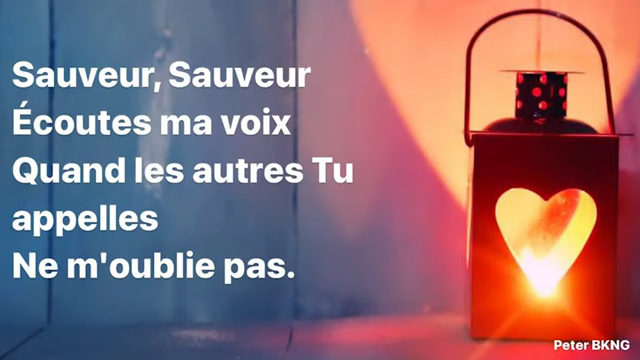 Sauveur, Sauveur
Écoutes ma voix
Quand les autres Tu
appelles
Ne m'oublie pas.
Peter BKNG